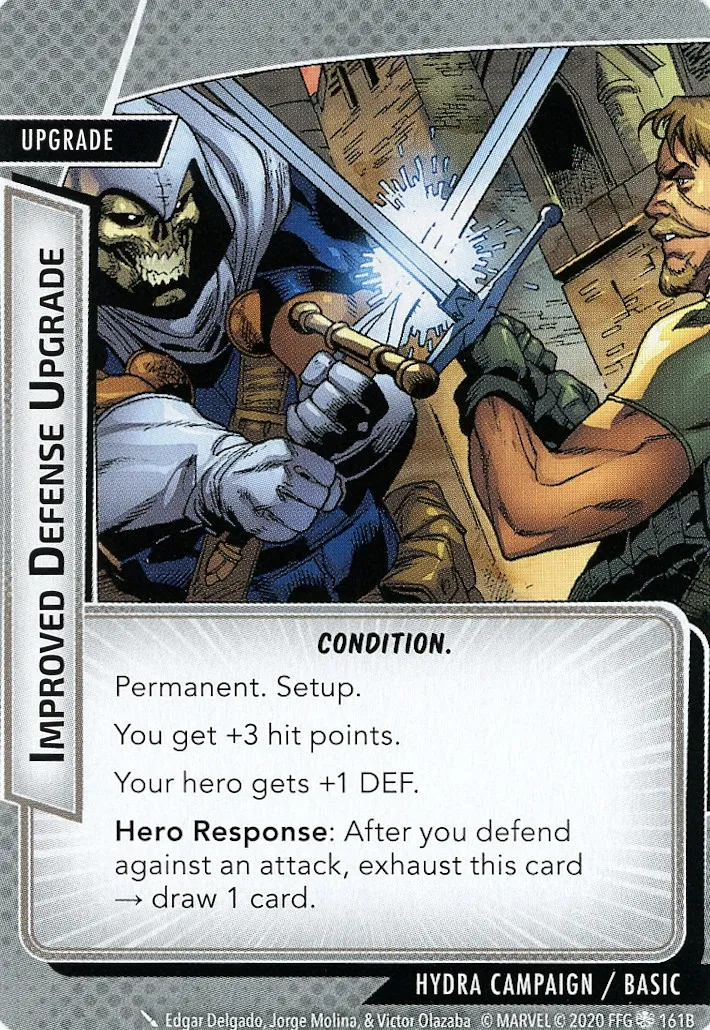 UPGRADE
IMPROVED DEFENSE UPGRADE
CONDITION.
Permanent. Setup.
You get +3 hit points.
Your hero gets +1 DEF.
Hero Response: After you defend
against an attack, exhaust this card
→ draw 1 card.
HYDRA CAMPAIGN / BASIC
Edgar Delgado, Jorge Molina, & Victor Olazaba © MARVEL © 2020 FFG 161B